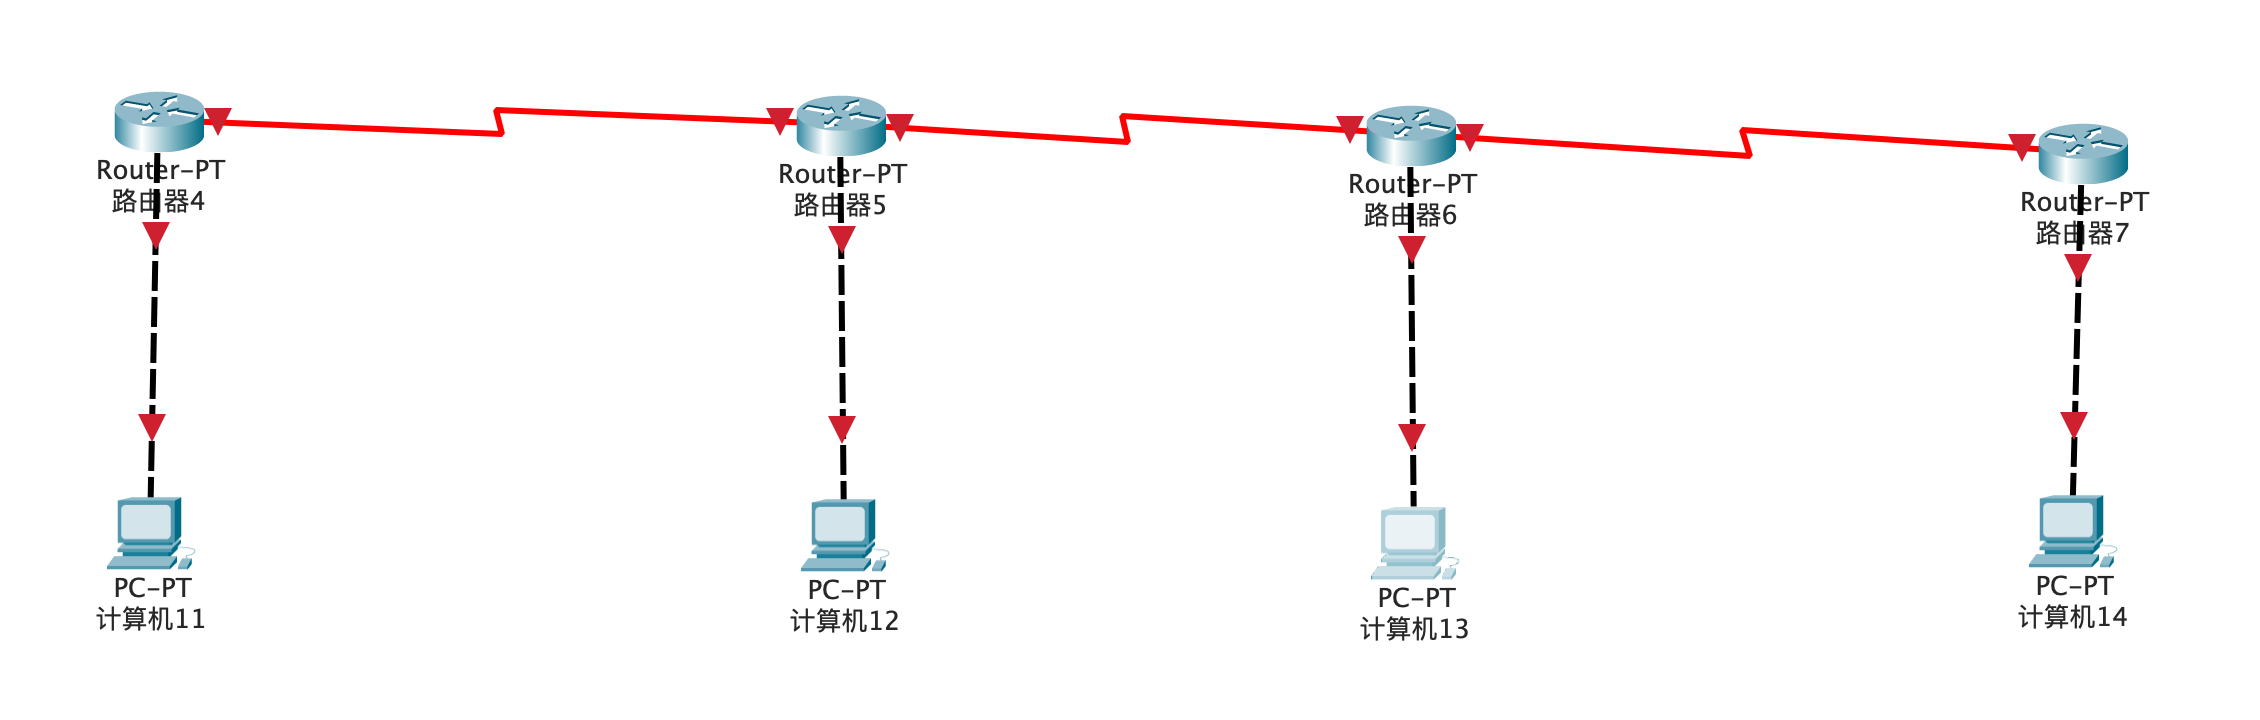 Router-PT
路由器4
Router-PT
路由器5
Router-PT
路由器6
Router-PT
路由器7
PC-PT
计算机11
PC-PT
计算机12
PC-PT
计算机13
PC-PT
计算机14